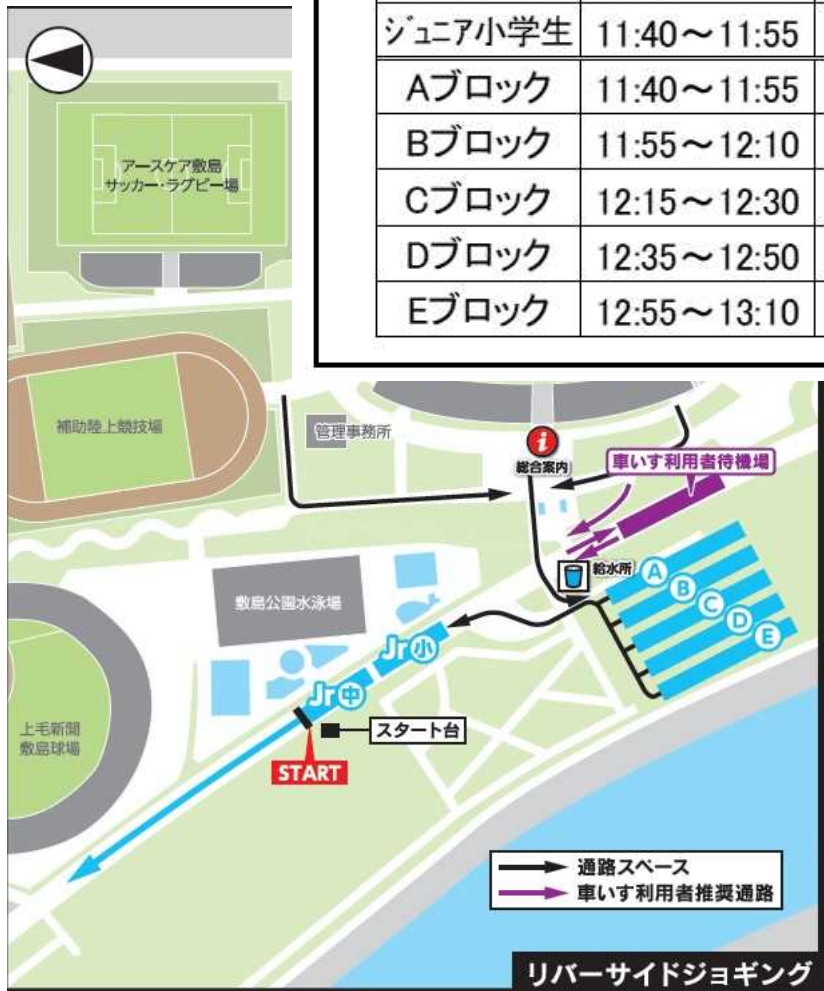 ジュニア小学生 11:40～11:55
Aブロック 11:40～11:55
Bブロック 11:55～12:10
Cブロック 12:15～12:30
Dブロック 12:35～12:50
Eブロック 12:55～13:10
アースケア敷島
サッカー・ラグビー場
補助陸上競技場
管理事務所
i
総合案内
車いす利用者待機場
給水所
A
B
C
D
E
敷島公園水泳場
Jr小
Jr中
スタート台
START
上毛新聞
敷島球場
通路スペース
車いす利用者推奨通路
リバーサイドジョギング